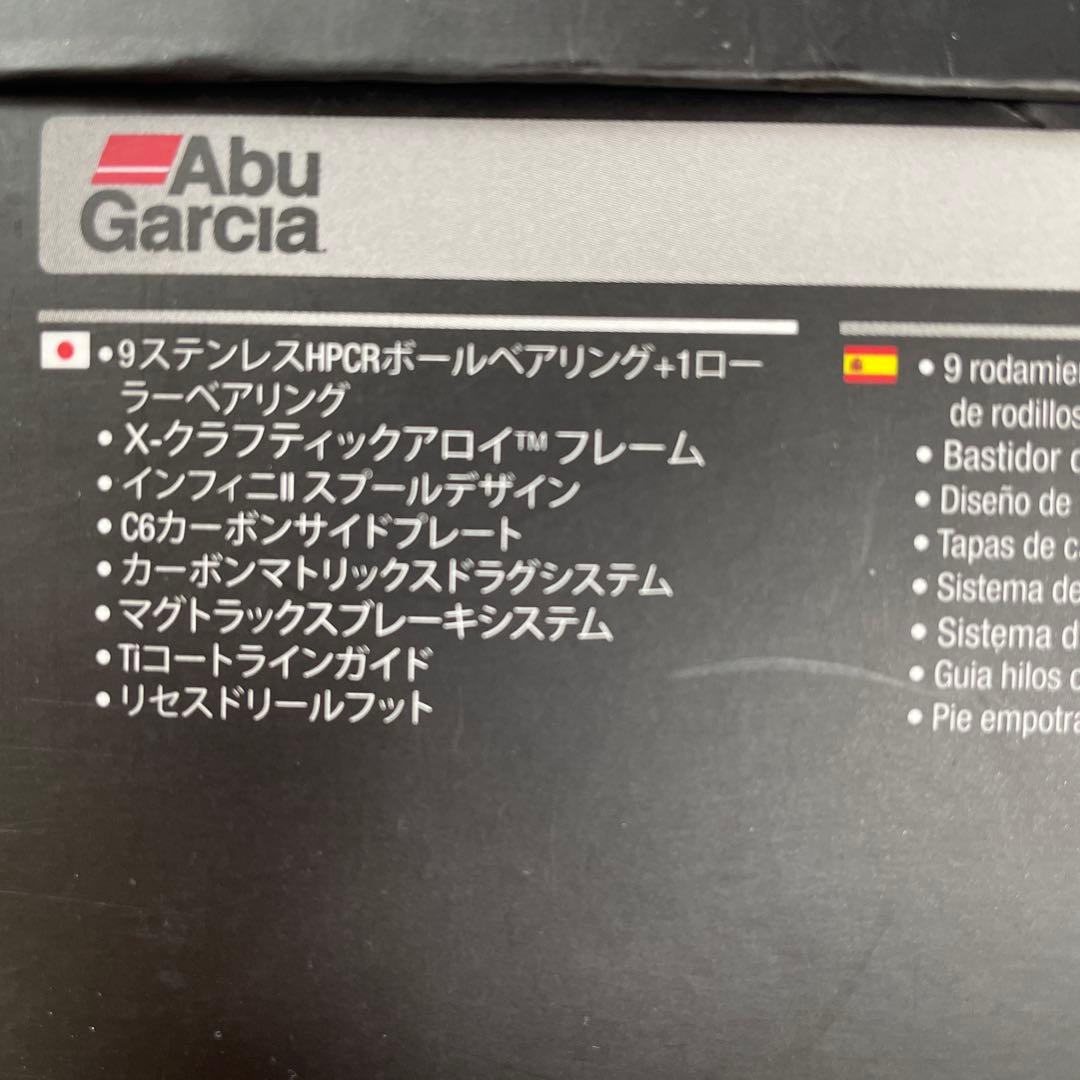 Abu
Garcia
•9ステンレスHPCRボールベアリング+1ロー
ラーベアリング
•X-クラフティックアロイ™フレーム
•インフィニIIスプールデザイン
•C6カーボンサイドプレート
•カーボンマトリックスドラグシステム
•マグトラックスブレーキシステム
•Tiコートラインガイド
•リセスドリールフット
• 9
de rodillos
• Bastidor
• Diseño de
• Tapas de
• Sistema de
• Sistema
• Guia hilos
• Pie